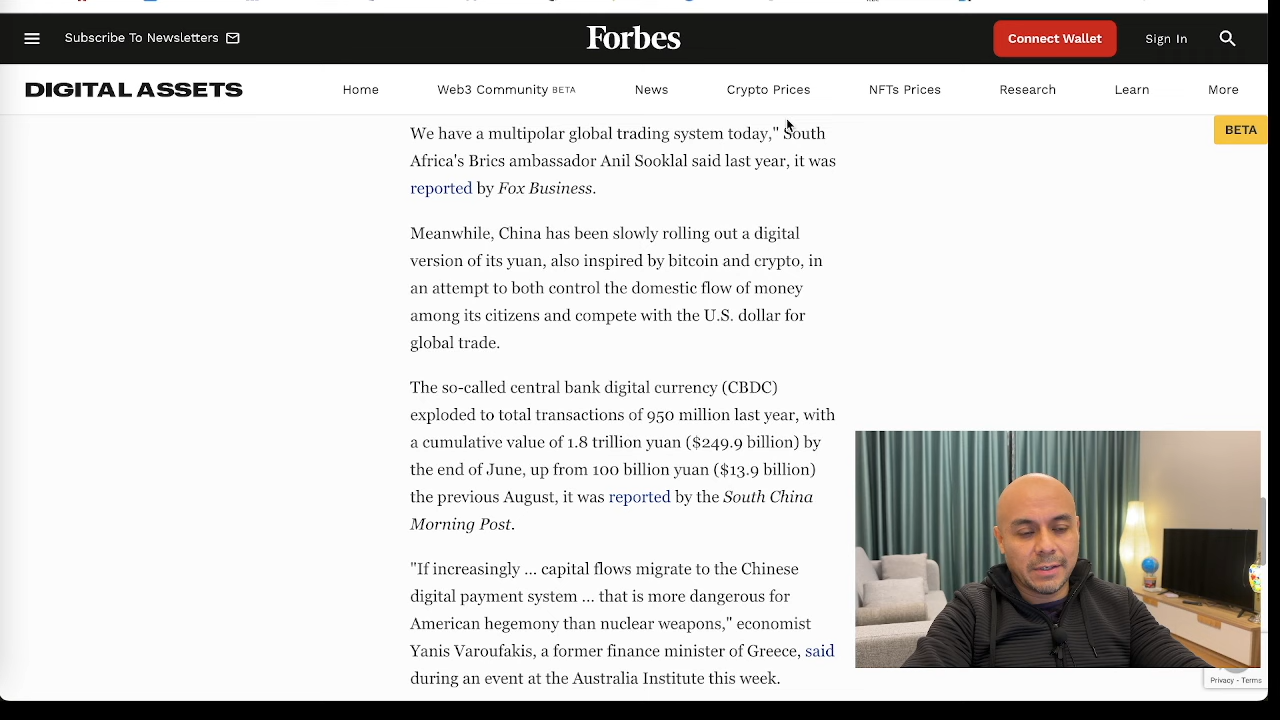 Subscribe To Newsletters
Forbes
Connect Wallet
Sign In
DIGITAL ASSETS
Home
Web3 Community BETA
News
Crypto Prices
NFTs Prices
Research
Learn
More
BETA
We have a multipolar global trading system today," South
Africa's Brics ambassador Anil Sooklal said last year, it was
reported by Fox Business.
Meanwhile, China has been slowly rolling out a digital
version of its yuan, also inspired by bitcoin and crypto, in
an attempt to both control the domestic flow of money
among its citizens and compete with the U.S. dollar for
global trade.
The so-called central bank digital currency (CBDC)
exploded to total transactions of 950 million last year, with
a cumulative value of 1.8 trillion yuan ($249.9 billion) by
the end of June, up from 100 billion yuan ($13.9 billion)
the previous August, it was reported by the South China
Morning Post.
"If increasingly ... capital flows migrate to the Chinese
digital payment system ... that is more dangerous for
American hegemony than nuclear weapons," economist
Yanis Varoufakis, a former finance minister of Greece, said
during an event at the Australia Institute this week.
Privacy - Terms